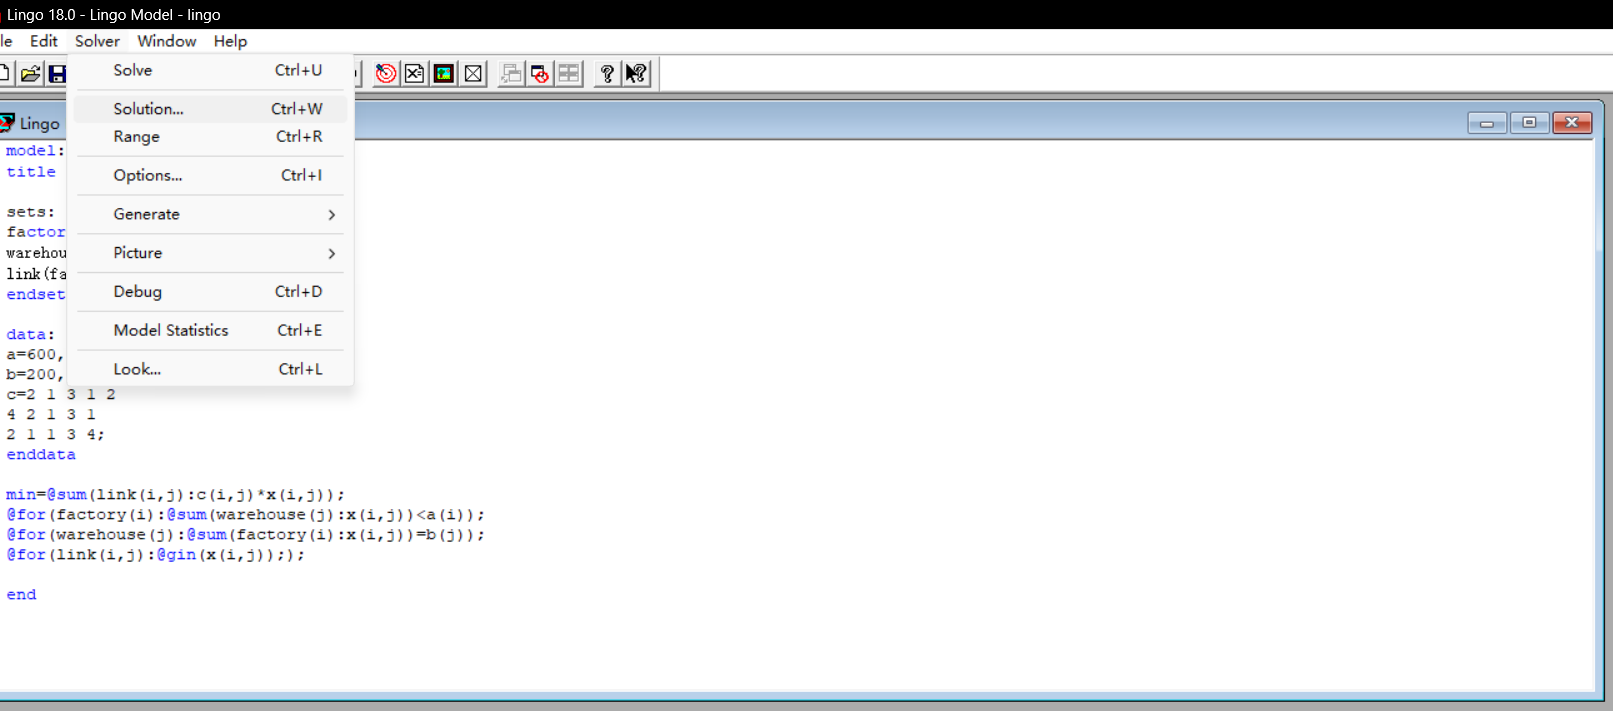 Lingo 18.0 - Lingo Model - lingo
le Edit Solver Window Help
Solve Ctrl+U
Solution... Ctrl+W
Range Ctrl+R
Options... Ctrl+I
Generate
Picture
Debug Ctrl+D
Model Statistics Ctrl+E
Look... Ctrl+L
Lingo
model:
title
sets:
factor
warehou
link(fa
endset
data:
a=600,
b=200,
c=2 1 3 1 2
4 2 1 3 1
2 1 1 3 4;
enddata
min=@sum(link(i,j):c(i,j)*x(i,j));
@for(factory(i):@sum(warehouse(j):x(i,j))<a(i));
@for(warehouse(j):@sum(factory(i):x(i,j))=b(j));
@for(link(i,j):@gin(x(i,j)););
end